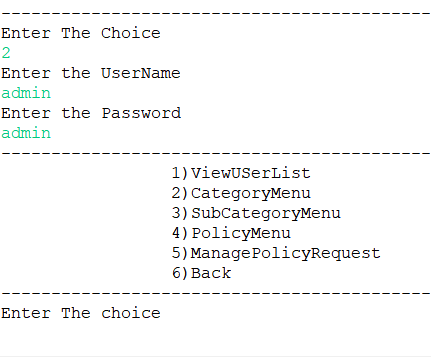 -------------------------------------------
Enter The Choice
2
Enter the UserName
admin
Enter the Password
admin
-------------------------------------------
1)ViewUSerList
2)CategoryMenu
3)SubCategoryMenu
4)PolicyMenu
5)ManagePolicyRequest
6)Back
-------------------------------------------
Enter The choice